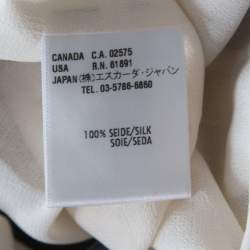 CANADA C.A. 02575
USA R.N. 61891
JAPAN (株)エスカーダ・ジャパン
TEL. 03-5786-6860
100% SEIDE/SILK
SOIE/SEDA